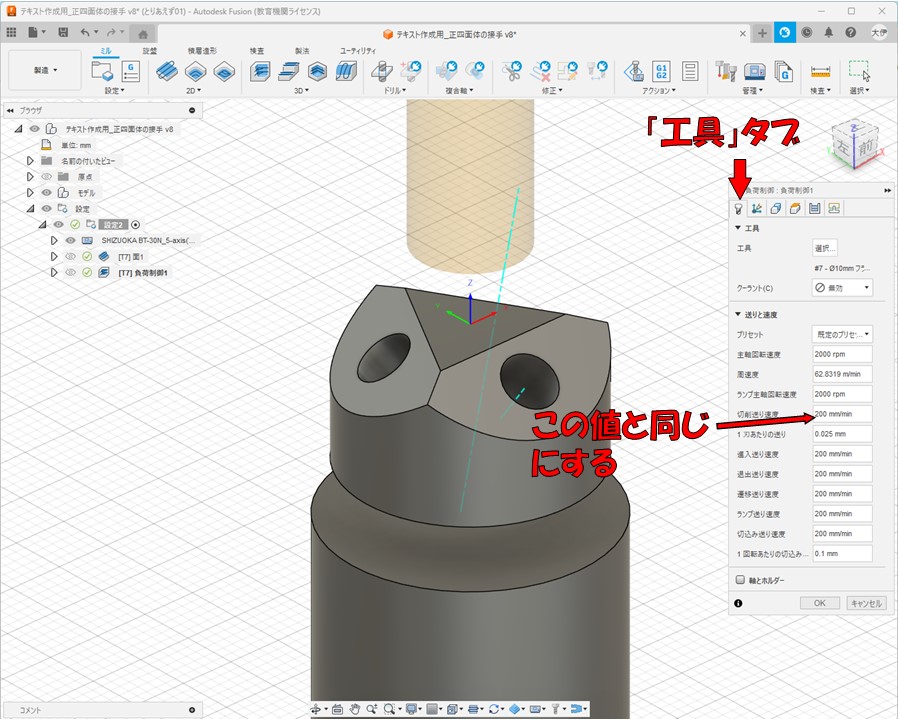 テキスト作成用_正四面体の接手 v8* (とりあえず01) - Autodesk Fusion (教育機関ライセンス)
テキスト作成用_正四面体の接手 v8*
大伊
ミル 旋盤 積層造形 検査 製法 ユーティリティ
製造
G1
G2
設定 2D 3D ドリル 複合軸 修正 アクション 管理 検査 選択
ブラウザ
テキスト作成用_正四面体の接手 v8
単位: mm
名前の付いたビュー
原点
モデル
設定
設定2
SHIZUOKA BT-30N_5-axis(...
[T7] 面1
[T7] 負荷制御1
「工具」タブ
Z
左 前
Z
負荷制御 : 負荷制御1
工具
工具 選択...
#7 - Ø10mm フラ...
クーラント(C) 無効
送りと速度
プリセット 既定のプリセ...
主軸回転速度 2000 rpm
周速度 62.8319 m/min
ランプ主軸回転速度 2000 rpm
切削送り速度 200 mm/min
1 刃あたりの送り 0.025 mm
進入送り速度 200 mm/min
退出送り速度 200 mm/min
遷移送り速度 200 mm/min
ランプ送り速度 200 mm/min
切込み送り速度 200 mm/min
1 回転あたりの切込み... 0.1 mm
軸とホルダー
OK キャンセル
この値と同じ
にする
コメント